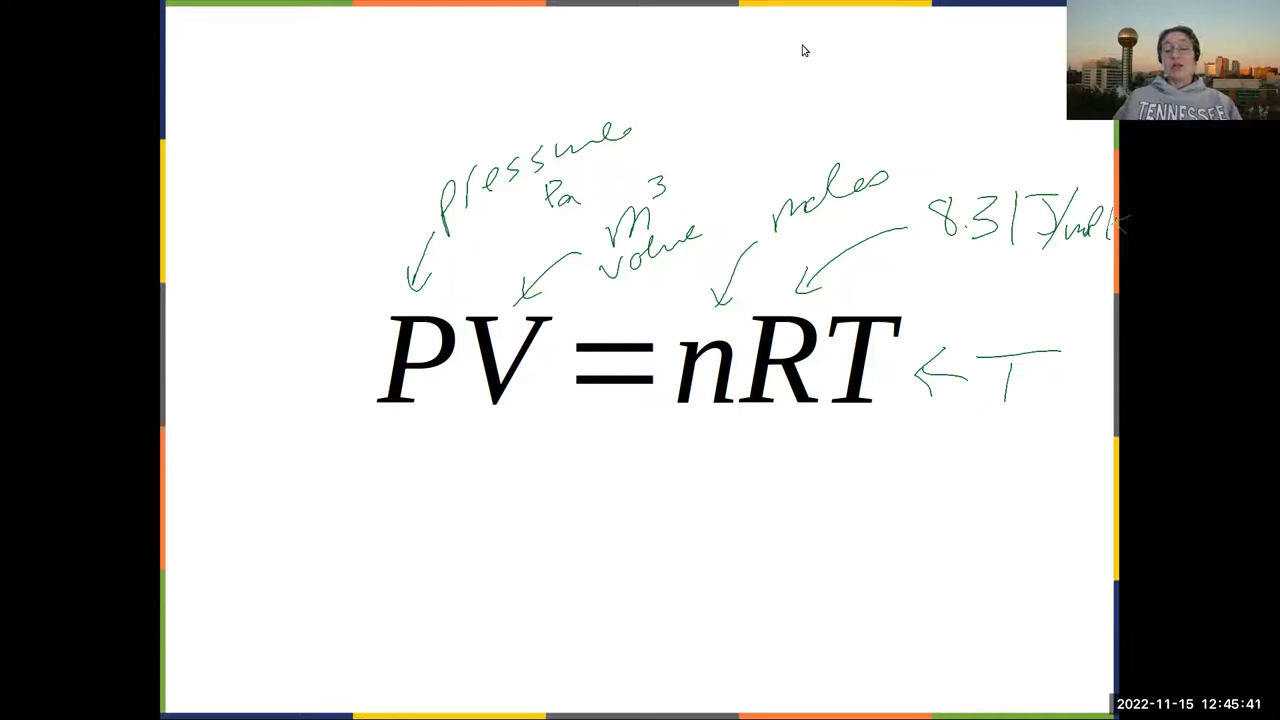 pressure
Pa
m³
volume
moles
8.31 J/mol K
PV = nRT
T
TENNESSEE
2022-11-15 12:45:41